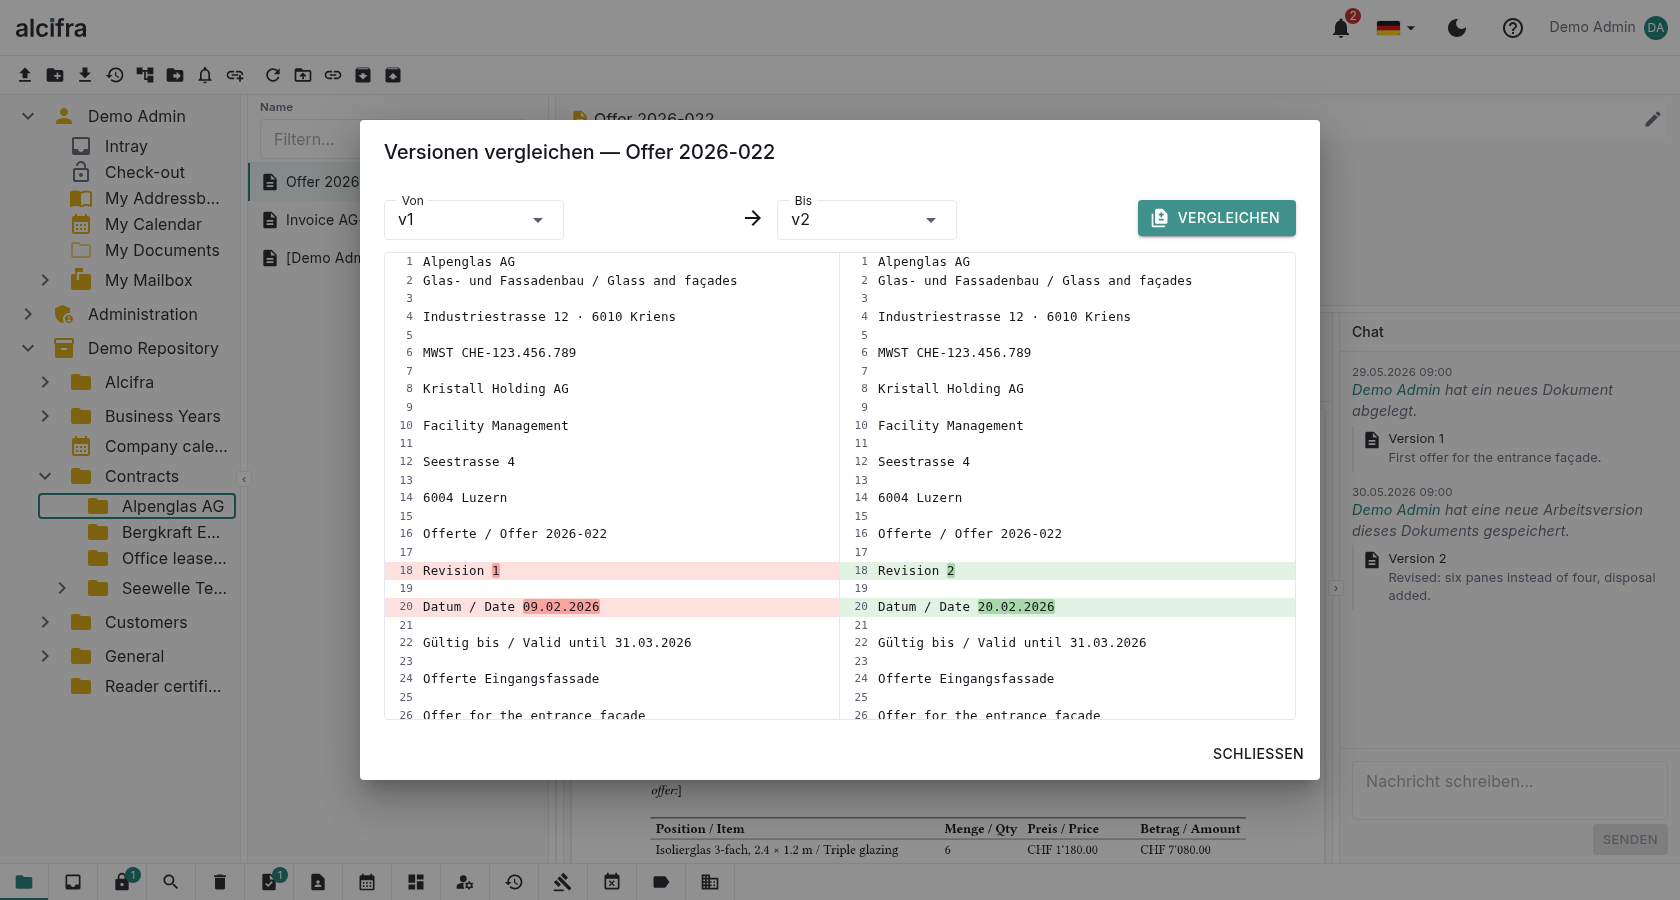 alcifra
2
Demo Admin
DA
Demo Admin
Intray
Check-out
My Addressb...
My Calendar
My Documents
My Mailbox
Administration
Demo Repository
Alcifra
Business Years
Company cale...
Contracts
Alpenglas AG
Bergkraft E...
Office lease...
Seewelle Te...
Customers
General
Reader certifi...
Name
Filtern...
Offer 2026
Invoice AG
[Demo Adn
Offer 2026-022
Versionen vergleichen — Offer 2026-022
Von
v1
Bis
v2
VERGLEICHEN
1 Alpenglas AG
2 Glas- und Fassadenbau / Glass and façades
3
4 Industriestrasse 12 · 6010 Kriens
5
6 MWST CHE-123.456.789
7
8 Kristall Holding AG
9
10 Facility Management
11
12 Seestrasse 4
13
14 6004 Luzern
15
16 Offerte / Offer 2026-022
17
18 Revision 1
19
20 Datum / Date 09.02.2026
21
22 Gültig bis / Valid until 31.03.2026
23
24 Offerte Eingangsfassade
25
26 Offer for the entrance facade
1 Alpenglas AG
2 Glas- und Fassadenbau / Glass and façades
3
4 Industriestrasse 12 · 6010 Kriens
5
6 MWST CHE-123.456.789
7
8 Kristall Holding AG
9
10 Facility Management
11
12 Seestrasse 4
13
14 6004 Luzern
15
16 Offerte / Offer 2026-022
17
18 Revision 2
19
20 Datum / Date 20.02.2026
21
22 Gültig bis / Valid until 31.03.2026
23
24 Offerte Eingangsfassade
25
26 Offer for the entrance facade
SCHLIESSEN
offer:]
Position / Item Menge / Qty Preis / Price Betrag / Amount
Isolierglas 3-fach, 2.4 × 1.2 m / Triple glazing 6 CHF 1'180.00 CHF 7'080.00
Chat
29.05.2026 09:00
Demo Admin hat ein neues Dokument
abgelegt.
Version 1
First offer for the entrance façade.
30.05.2026 09:00
Demo Admin hat eine neue Arbeitsversion
dieses Dokuments gespeichert.
Version 2
Revised: six panes instead of four, disposal
added.
Nachricht schreiben...
SENDEN
1
1